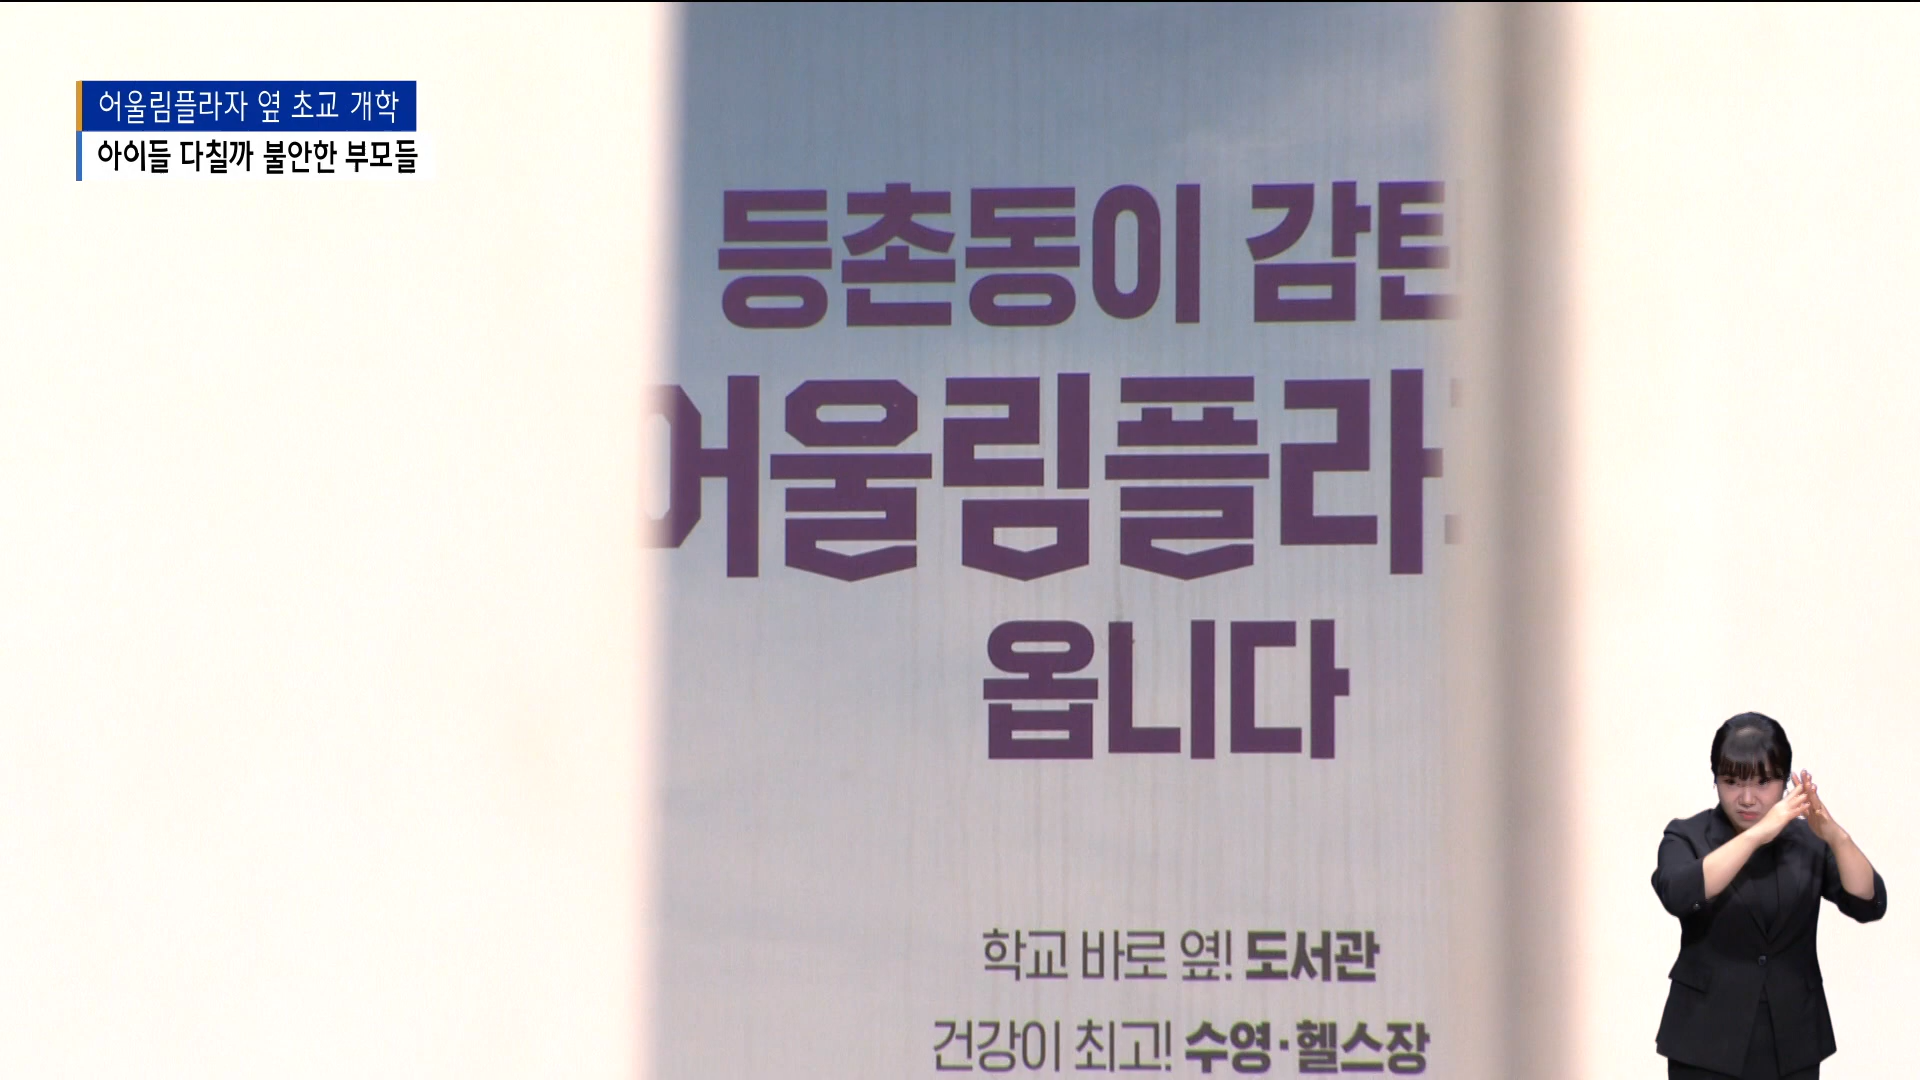 어울림플라자 옆 초교 개학
아이들 다칠까 불안한 부모들
등촌동이 감탄
어울림플라
옵니다
학교 바로 옆! 도서관
건강이 최고! 수영·헬스장